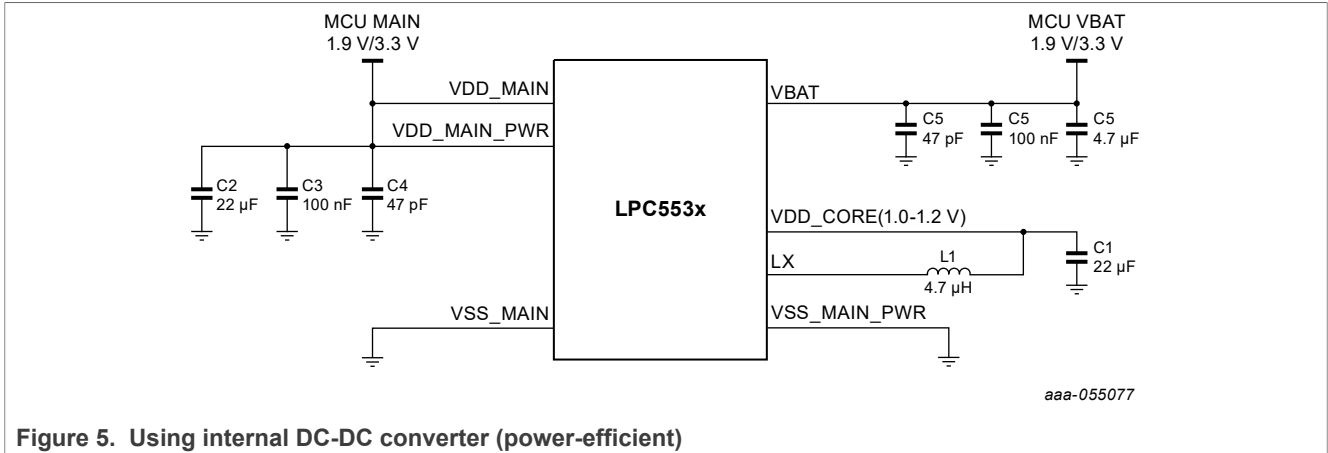 MCU MAIN
1.9 V/3.3 V
MCU VBAT
1.9 V/3.3 V
VDD_MAIN
VBAT
VDD_MAIN_PWR
C5
47 pF
C5
100 nF
C5
4.7 µF
C2
22 µF
C3
100 nF
C4
47 pF
LPC553x
VDD_CORE(1.0-1.2 V)
LX
L1
4.7 µH
C1
22 µF
VSS_MAIN
VSS_MAIN_PWR
aaa-055077
Figure 5. Using internal DC-DC converter (power-efficient)